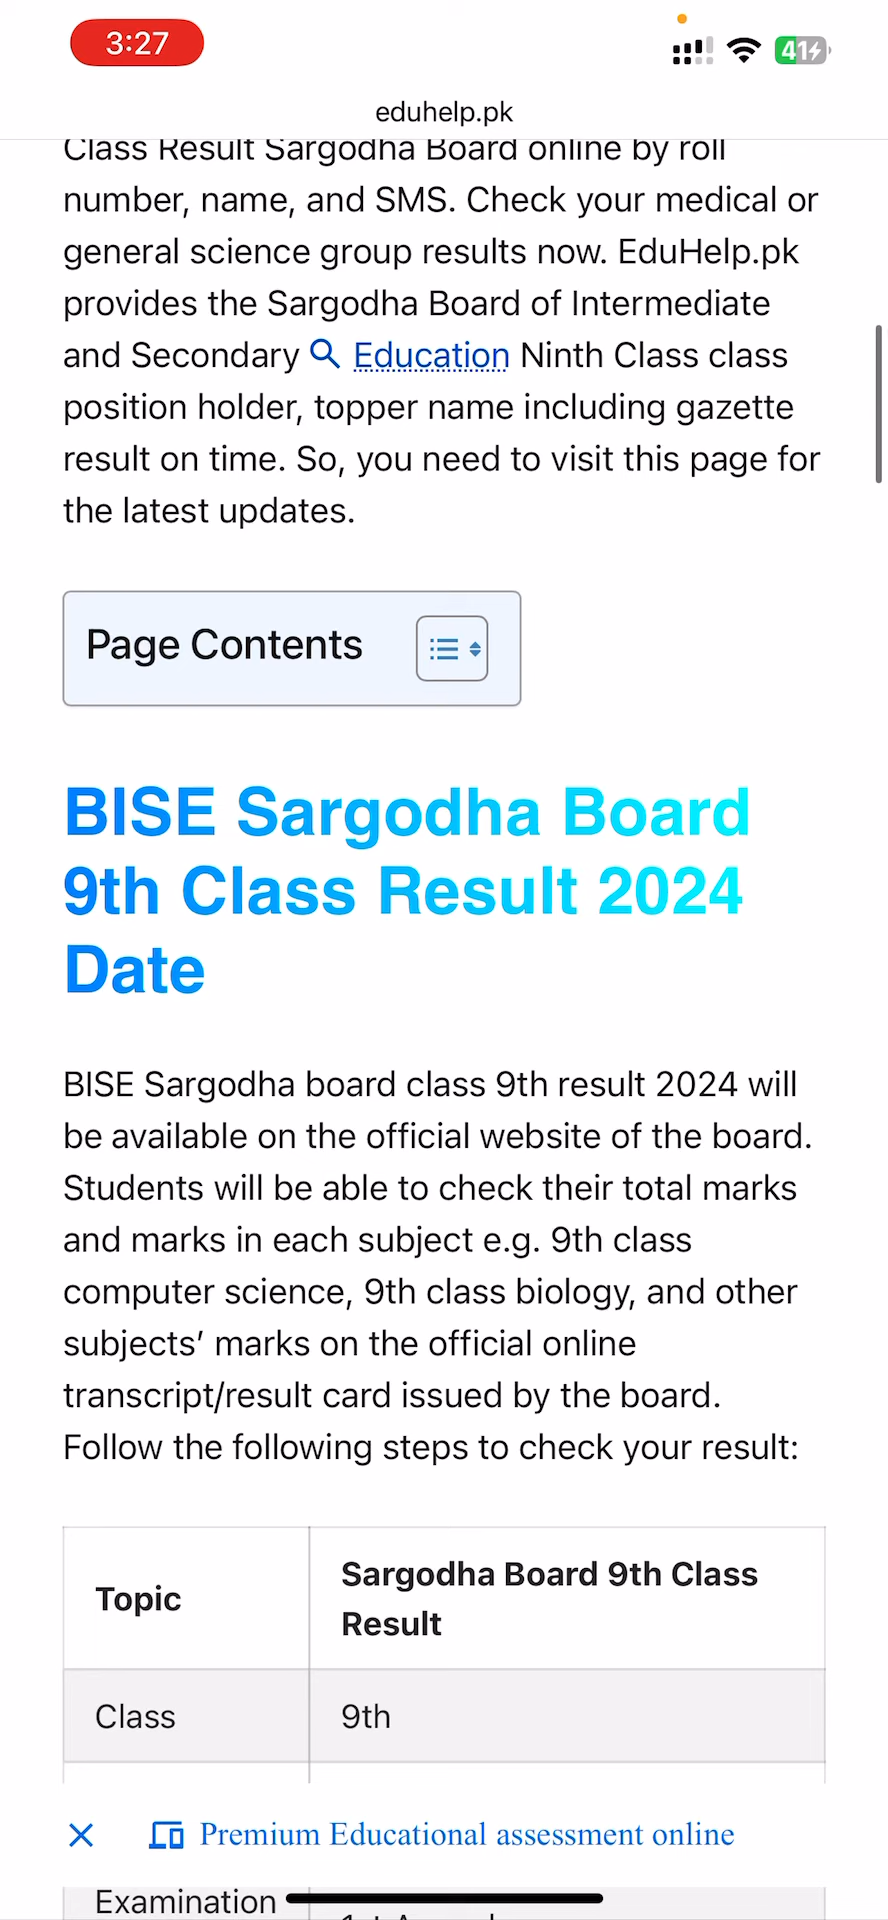 3:27
41
eduhelp.pk
Class Result Sargodha Board online by roll
number, name, and SMS. Check your medical or
general science group results now. EduHelp.pk
provides the Sargodha Board of Intermediate
and Secondary Education Ninth Class class
position holder, topper name including gazette
result on time. So, you need to visit this page for
the latest updates.
Page Contents
BISE Sargodha Board
9th Class Result 2024
Date
BISE Sargodha board class 9th result 2024 will
be available on the official website of the board.
Students will be able to check their total marks
and marks in each subject e.g. 9th class
computer science, 9th class biology, and other
subjects’ marks on the official online
transcript/result card issued by the board.
Follow the following steps to check your result:
Topic
Sargodha Board 9th Class
Result
Class
9th
Premium Educational assessment online
Examination